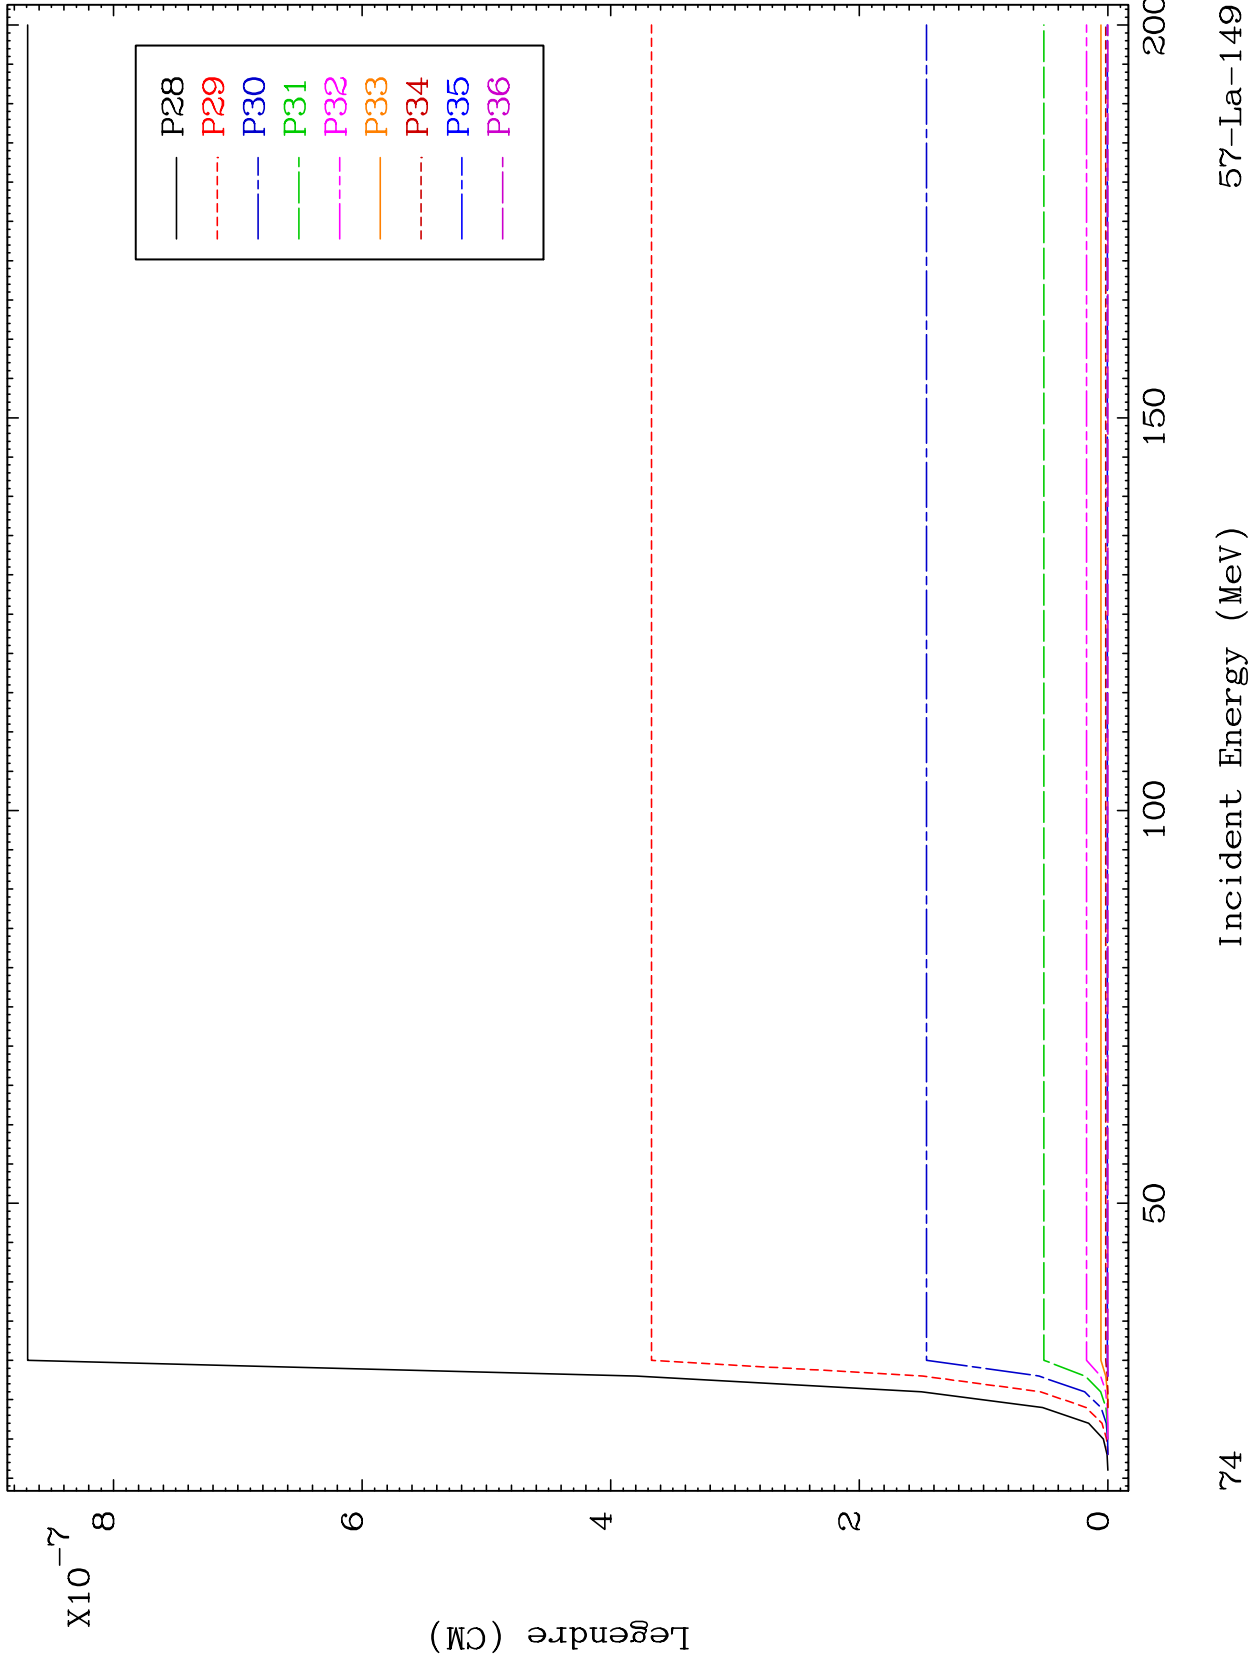 X10-7
8
6
4
2
0
Legendre (CM)
P28
P29
P30
P31
P32
P33
P34
P35
P36
50
100
150
200
74
Incident Energy (MeV)
57-La-149